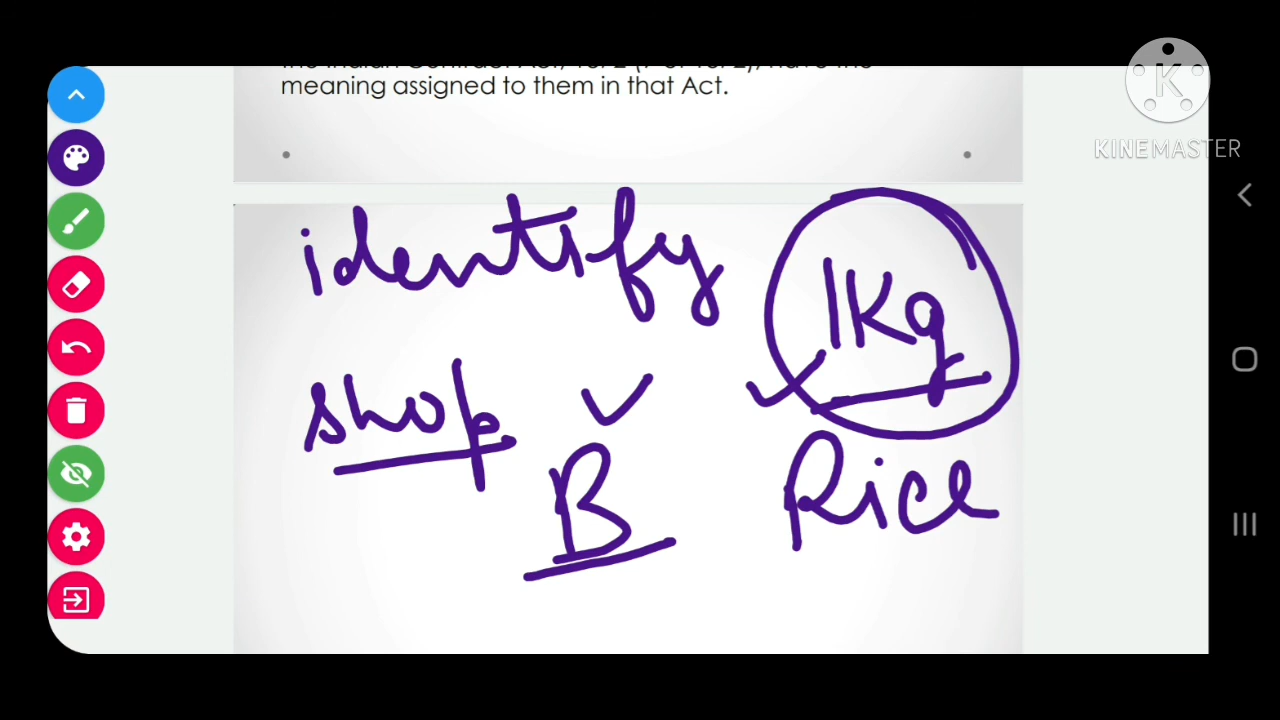 meaning assigned to them in that Act.
KINEMASTER
identify 1Kg
shop B Rice